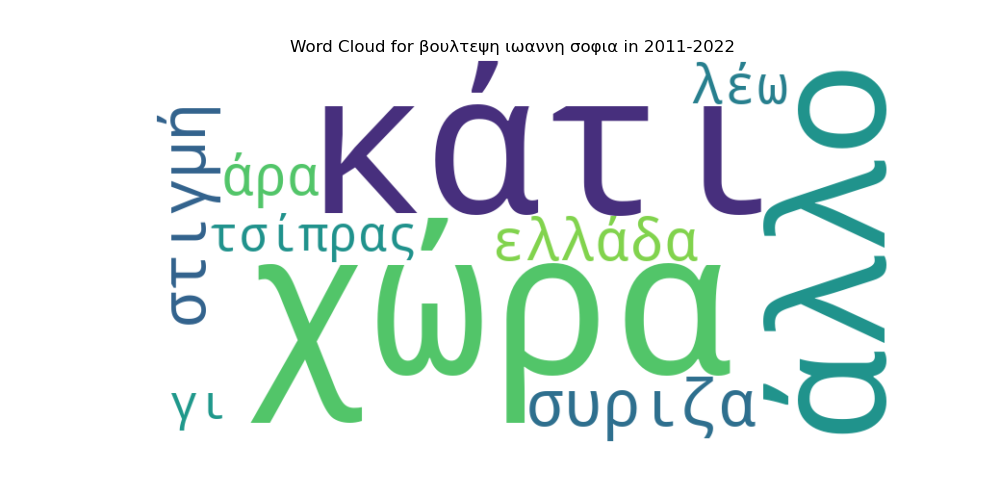 Word Cloud for βουλτεψη ιωαννη σοφια in 2011-2022
κάτι
λέω
άλλο
στιγμή
άρα
τσίπρας
ελλάδα
χώρα
γι
συριζα